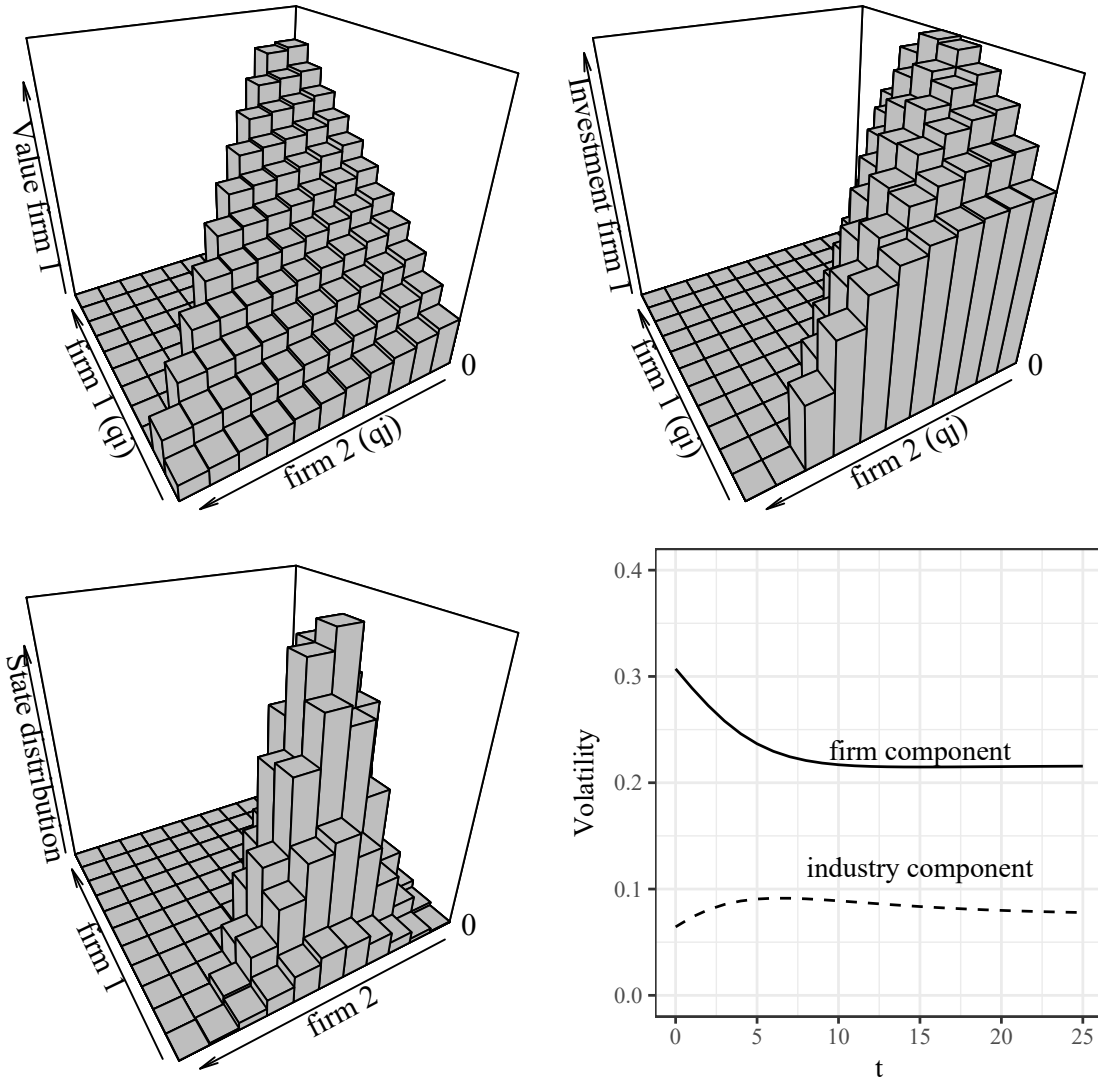 Value firm 1
firm 1 (qi)
firm 2 (qj)
0
Investment firm 1
firm 1 (qi)
firm 2 (qj)
0
State distribution
firm 1
firm 2
0
Volatility
0.4
0.3
0.2
0.1
0.0
firm component
industry component
0 5 10 15 20 25
t